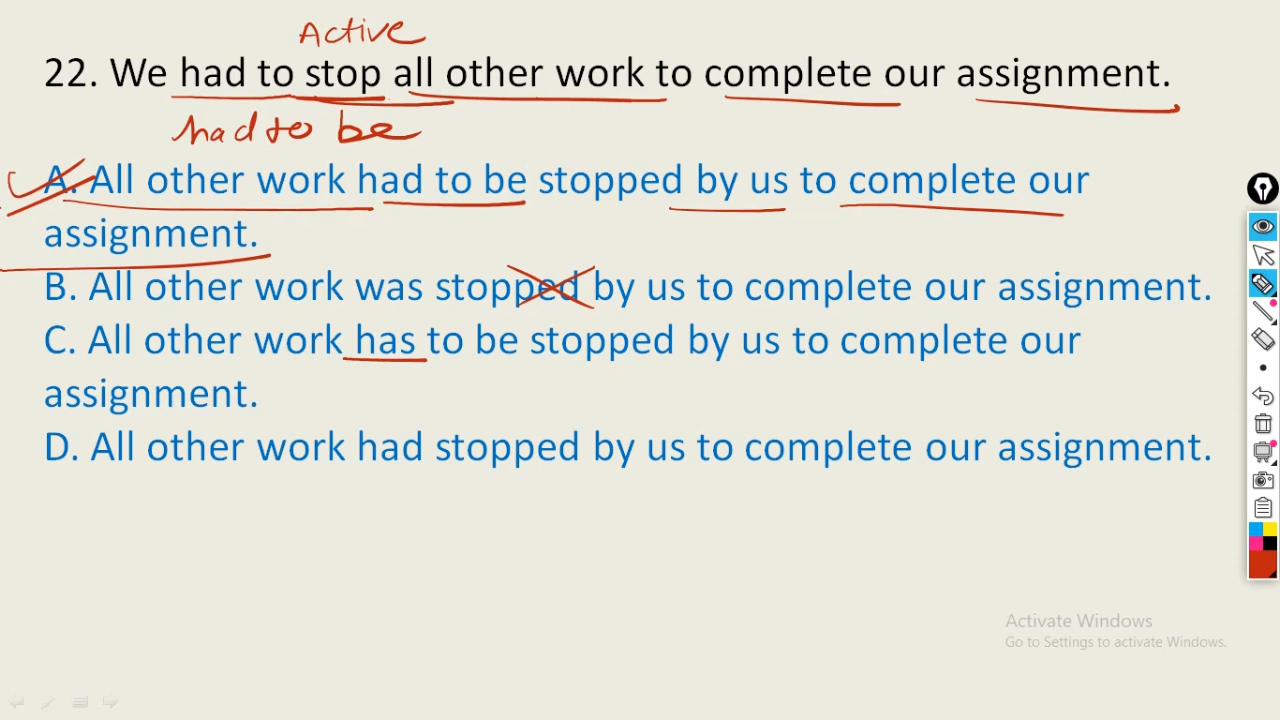 Active
22. We had to stop all other work to complete our assignment.
had to be
A. All other work had to be stopped by us to complete our
assignment.
B. All other work was stopped by us to complete our assignment.
C. All other work has to be stopped by us to complete our
assignment.
D. All other work had stopped by us to complete our assignment.
Activate Windows
Go to Settings to activate Windows.